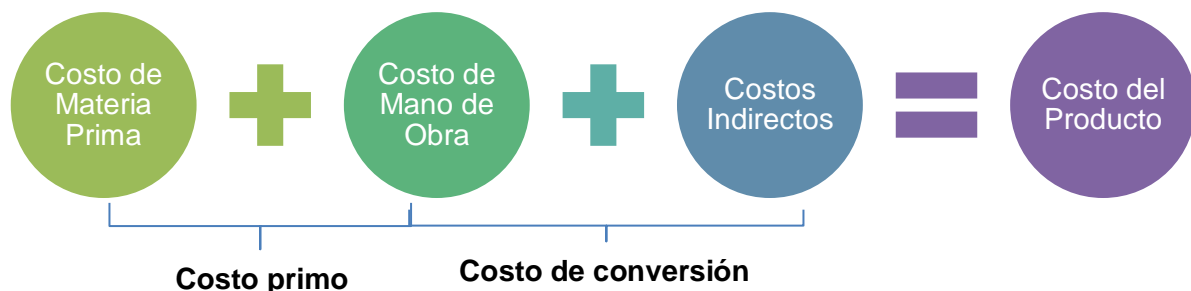 Costo de
Materia
Prima
Costo de
Mano de
Obra
Costos
Indirectos
Costo del
Producto
Costo primo
Costo de conversión